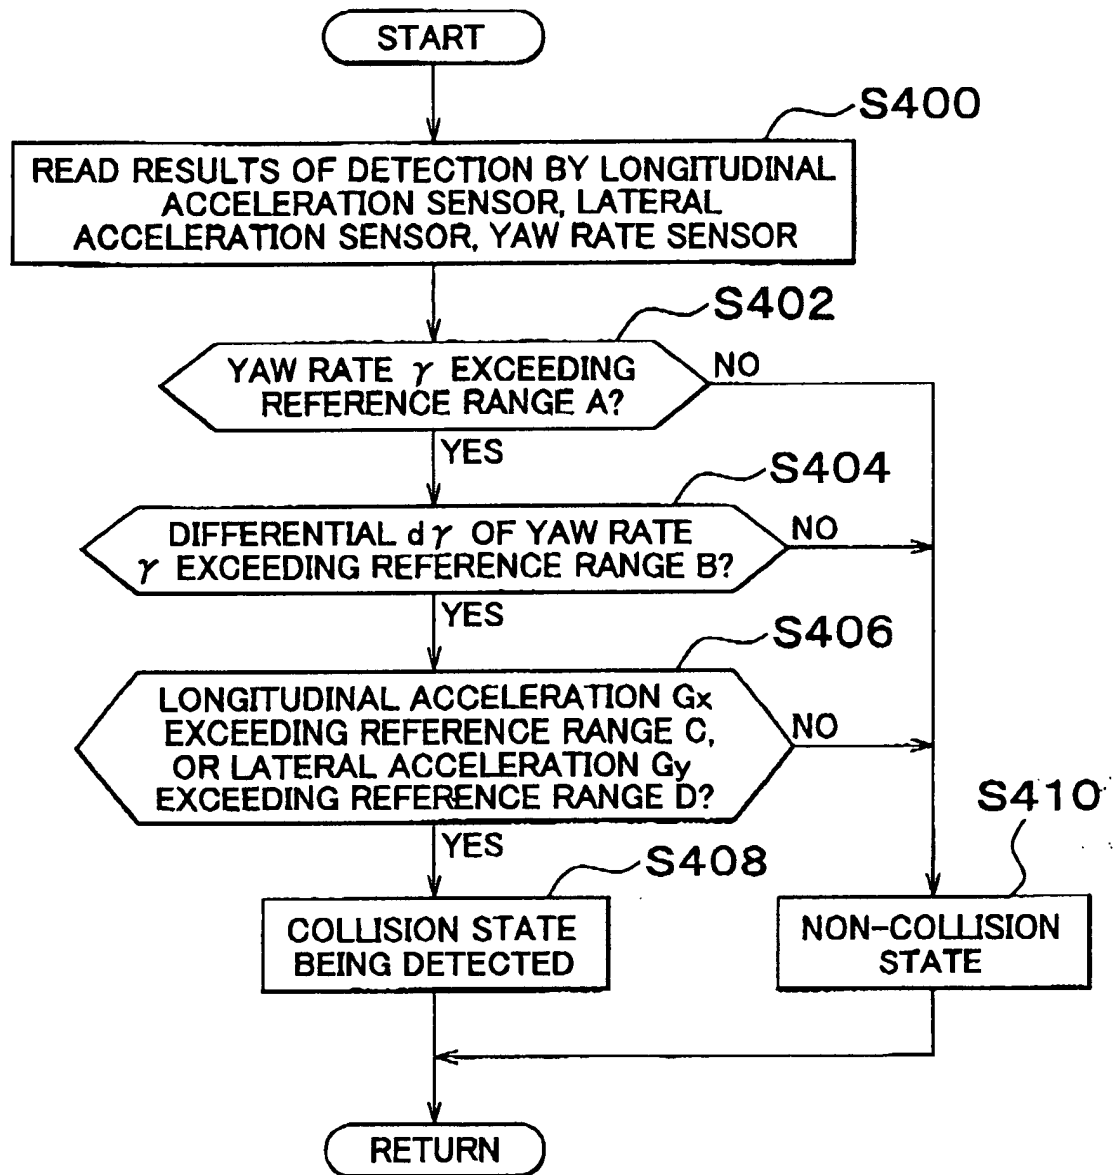 START
S400
READ RESULTS OF DETECTION BY LONGITUDINAL
ACCELERATION SENSOR, LATERAL
ACCELERATION SENSOR, YAW RATE SENSOR
S402
YAW RATE γ EXCEEDING
REFERENCE RANGE A?
NO
YES
S404
DIFFERENTIAL dγ OF YAW RATE
γ EXCEEDING REFERENCE RANGE B?
NO
YES
S406
LONGITUDINAL ACCELERATION Gx
EXCEEDING REFERENCE RANGE C,
OR LATERAL ACCELERATION Gy
EXCEEDING REFERENCE RANGE D?
NO
YES
S408
COLLISION STATE
BEING DETECTED
S410
NON-COLLISION
STATE
RETURN